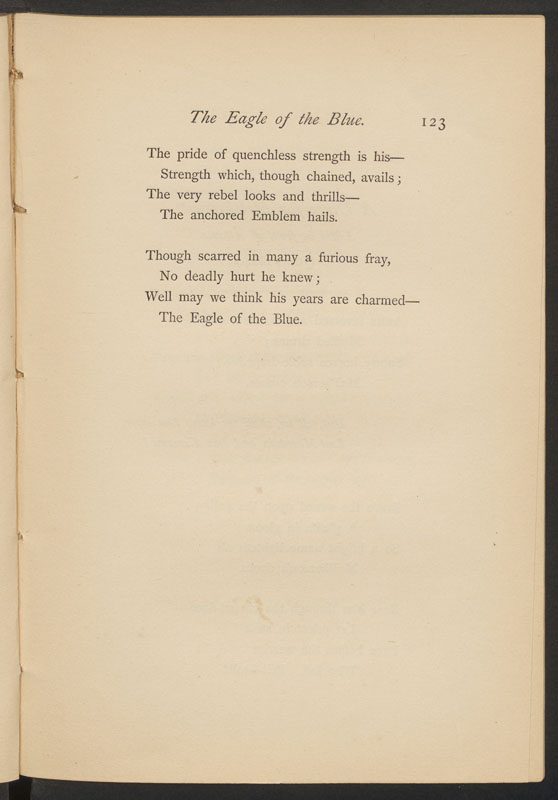 The Eagle of the Blue. 123
The pride of quenchless strength is his—
Strength which, though chained, avails;
The very rebel looks and thrills—
The anchored Emblem hails.
Though scarred in many a furious fray,
No deadly hurt he knew;
Well may we think his years are charmed—
The Eagle of the Blue.